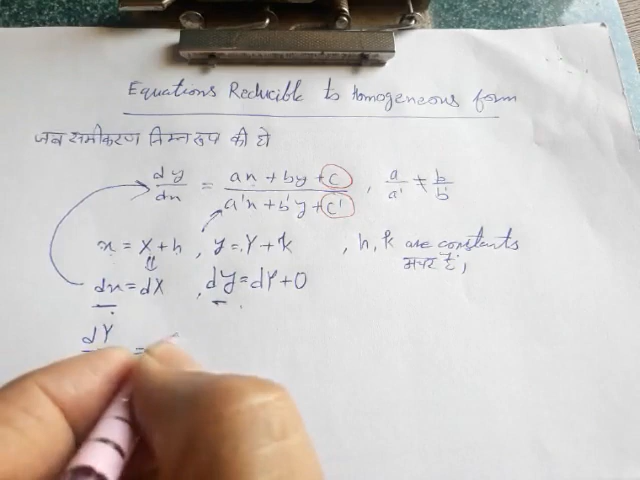 Equations Reducible to Homogeneous form
जब समीकरण निम्न रूप की हो
dy/dx = ax + by + c / a'x + b'y + c' , a/a' ≠ b/b'
x = X + h , y = Y + k , h, k are constants
अचर है,
dx = dX , dy = dY + 0
dY =